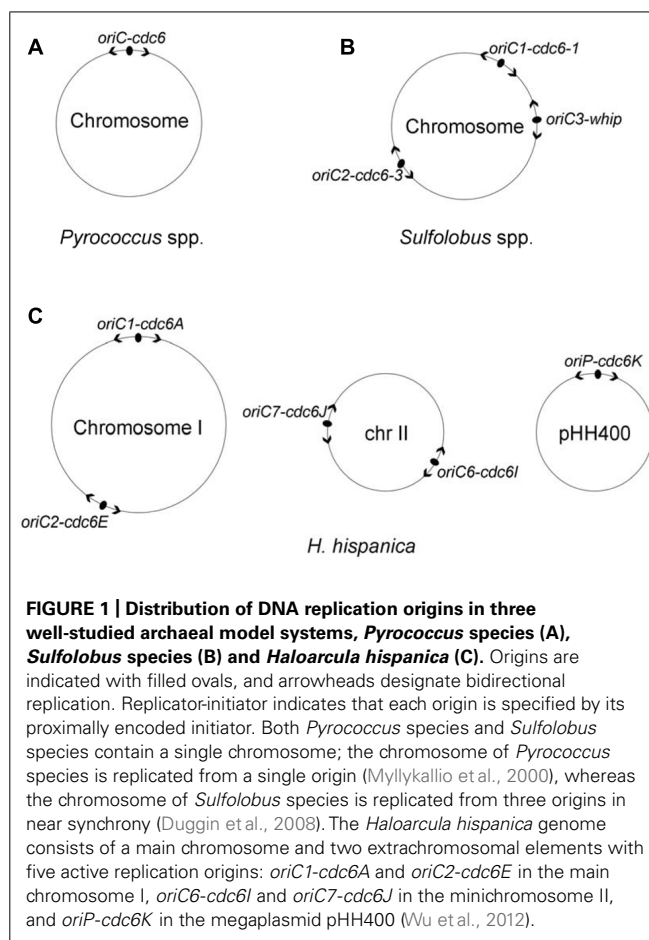 A
oriC-cdc6
Chromosome
Pyrococcus spp.
B
oriC1-cdc6-1
oriC3-whip
Chromosome
oriC2-cdc6-3
Sulfolobus spp.
C
oriC1-cdc6A
Chromosome I
oriC2-cdc6E
oriC7-cdc6J
chr II
oriC6-cdc6I
oriP-cdc6K
pHH400
H. hispanica
FIGURE 1 | Distribution of DNA replication origins in three
well-studied archaeal model systems, Pyrococcus species (A),
Sulfolobus species (B) and Haloarcula hispanica (C). Origins are
indicated with filled ovals, and arrowheads designate bidirectional
replication. Replicator-initiator indicates that each origin is specified by its
proximally encoded initiator. Both Pyrococcus species and Sulfolobus
species contain a single chromosome; the chromosome of Pyrococcus
species is replicated from a single origin (Myllykallio et al., 2000), whereas
the chromosome of Sulfolobus species is replicated from three origins in
near synchrony (Duggin et al., 2008). The Haloarcula hispanica genome
consists of a main chromosome and two extrachromosomal elements with
five active replication origins: oriC1-cdc6A and oriC2-cdc6E in the main
chromosome I, oriC6-cdc6I and oriC7-cdc6J in the minichromosome II,
and oriP-cdc6K in the megaplasmid pHH400 (Wu et al., 2012).